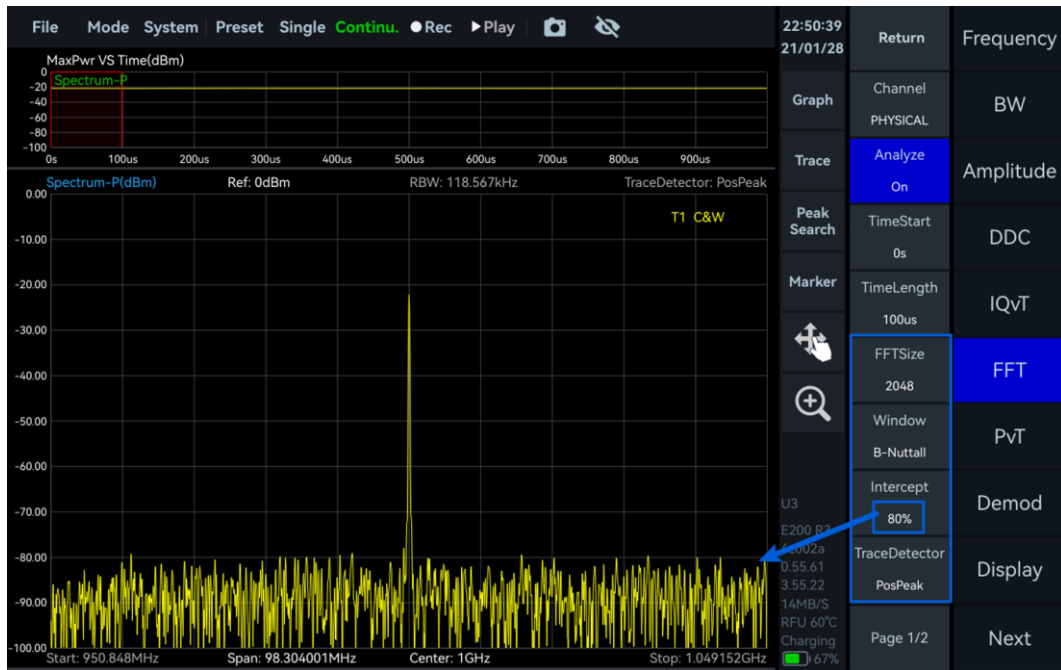 File Mode System Preset Single Continu. Rec Play
MaxPwr VS Time(dBm)
Spectrum-P
0
-20
-40
-60
-80
-100
0s 100us 200us 300us 400us 500us 600us 700us 800us 900us
Spectrum-P(dBm) Ref: 0dBm RBW: 118.567kHz TraceDetector: PosPeak
T1 C&W
0.00
-10.00
-20.00
-30.00
-40.00
-50.00
-60.00
-70.00
-80.00
-90.00
-100.00
Start: 950.848MHz Span: 98.304001MHz Center: 1GHz Stop: 1.049152GHz
22:50:39
21/01/28
Graph
Trace
Peak
Search
Marker
U3
E200
0.55.61
3.55.22
14MB/S
RFU 60℃
Charging
67%
Return
Channel
PHYSICAL
Analyze
On
TimeStart
0s
TimeLength
100us
FFTSize
2048
Window
B-Nuttall
Intercept
80%
TraceDetector
PosPeak
Page 1/2
Frequency
BW
Amplitude
DDC
IQvT
FFT
PvT
Demod
Display
Next